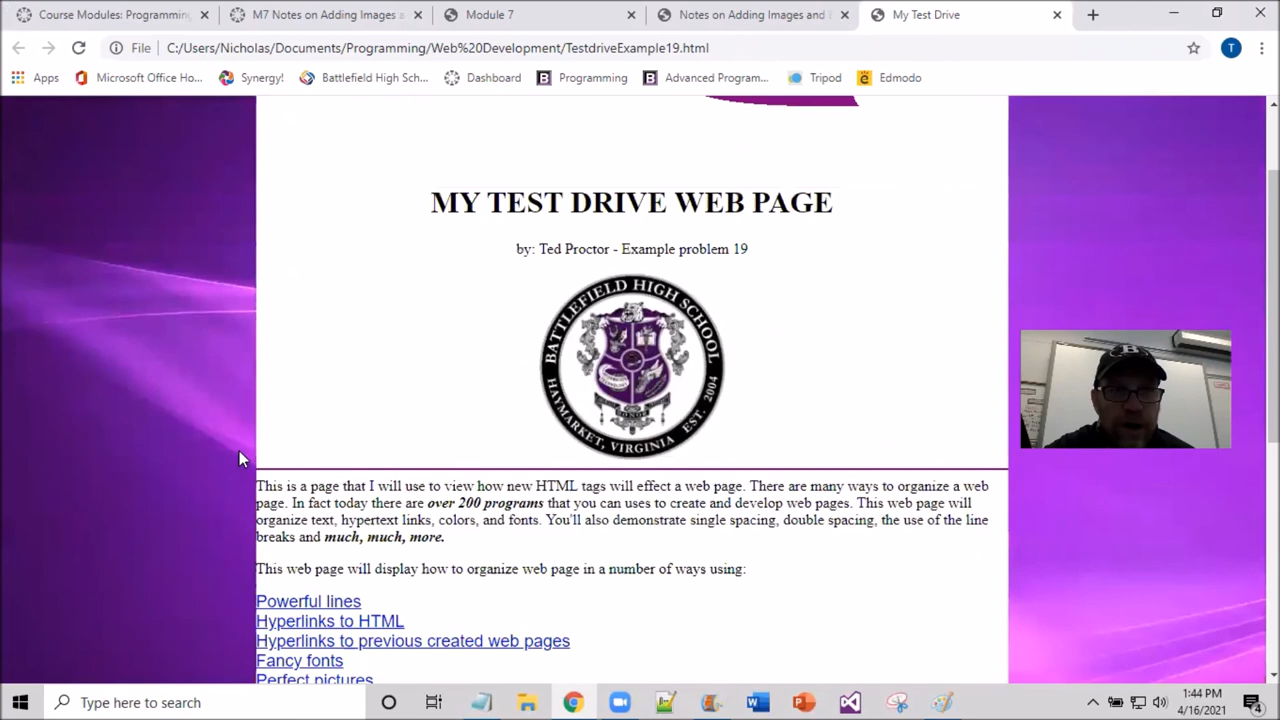 Course Modules: Programming
M7 Notes on Adding Images a
Module 7
Notes on Adding Images and
My Test Drive
File
C:/Users/Nicholas/Documents/Programming/Web%20Development/TestdriveExample19.html
T
Apps
Microsoft Office Ho...
Synergy!
Battlefield High Sch...
Dashboard
Programming
Advanced Program...
Tripod
Edmodo
MY TEST DRIVE WEB PAGE
by: Ted Proctor - Example problem 19
BATTLEFIELD HIGH SCHOOL
HAYMARKET, VIRGINIA EST. 2004
This is a page that I will use to view how new HTML tags will effect a web page. There are many ways to organize a web
page. In fact today there are over 200 programs that you can uses to create and develop web pages. This web page will
organize text, hypertext links, colors, and fonts. You'll also demonstrate single spacing, double spacing, the use of the line
breaks and much, much, more.
This web page will display how to organize web page in a number of ways using:
Powerful lines
Hyperlinks to HTML
Hyperlinks to previous created web pages
Fancy fonts
Perfect pictures
Type here to search
1:44 PM
4/16/2021
4